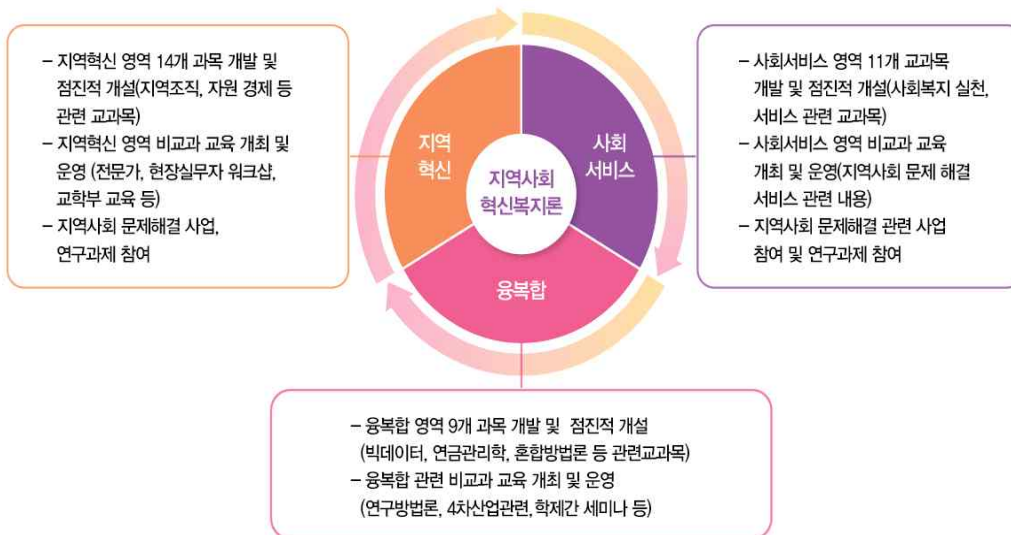 – 지역혁신 영역 14개 과목 개발 및
점진적 개설(지역조직, 자원 경제 등
관련 교과목)
– 지역혁신 영역 비교과 교육 개최 및
운영 (전문가, 현장실무자 워크샵,
교학부 교육 등)
– 지역사회 문제해결 사업,
연구과제 참여
지역
혁신
사회
서비스
지역사회
혁신복지론
융복합
– 사회서비스 영역 11개 교과목
개발 및 점진적 개설(사회복지 실천,
서비스 관련 교과목)
– 사회서비스 영역 비교과 교육
개최 및 운영(지역사회 문제 해결
서비스 관련 내용)
– 지역사회 문제해결 관련 사업
참여 및 연구과제 참여
– 융복합 영역 9개 과목 개발 및 점진적 개설
(빅데이터, 연금관리학, 혼합방법론 등 관련교과목)
– 융복합 관련 비교과 교육 개최 및 운영
(연구방법론, 4차산업관련, 학제간 세미나 등)